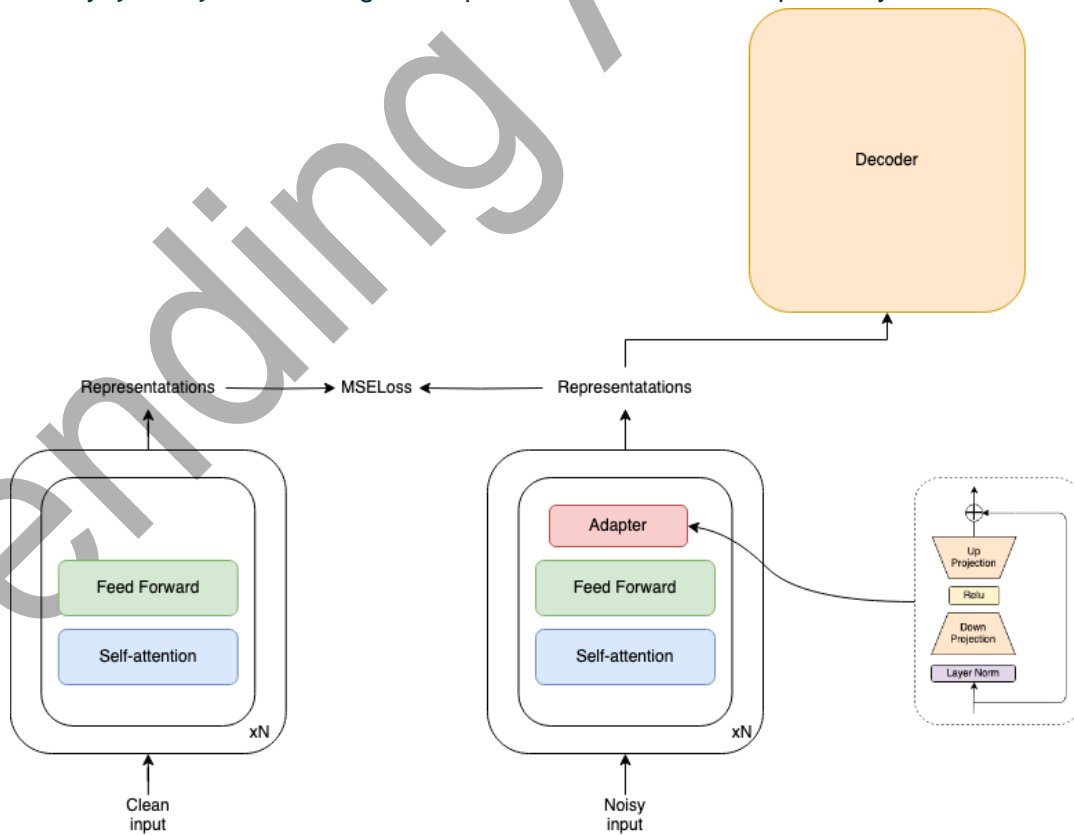 Decoder
Representatations
MSELoss
Representatations
Adapter
Feed Forward
Self-attention
xN
Feed Forward
Self-attention
xN
Up
Projection
Relu
Down
Projection
Layer Norm
Clean
input
Noisy
input
ending